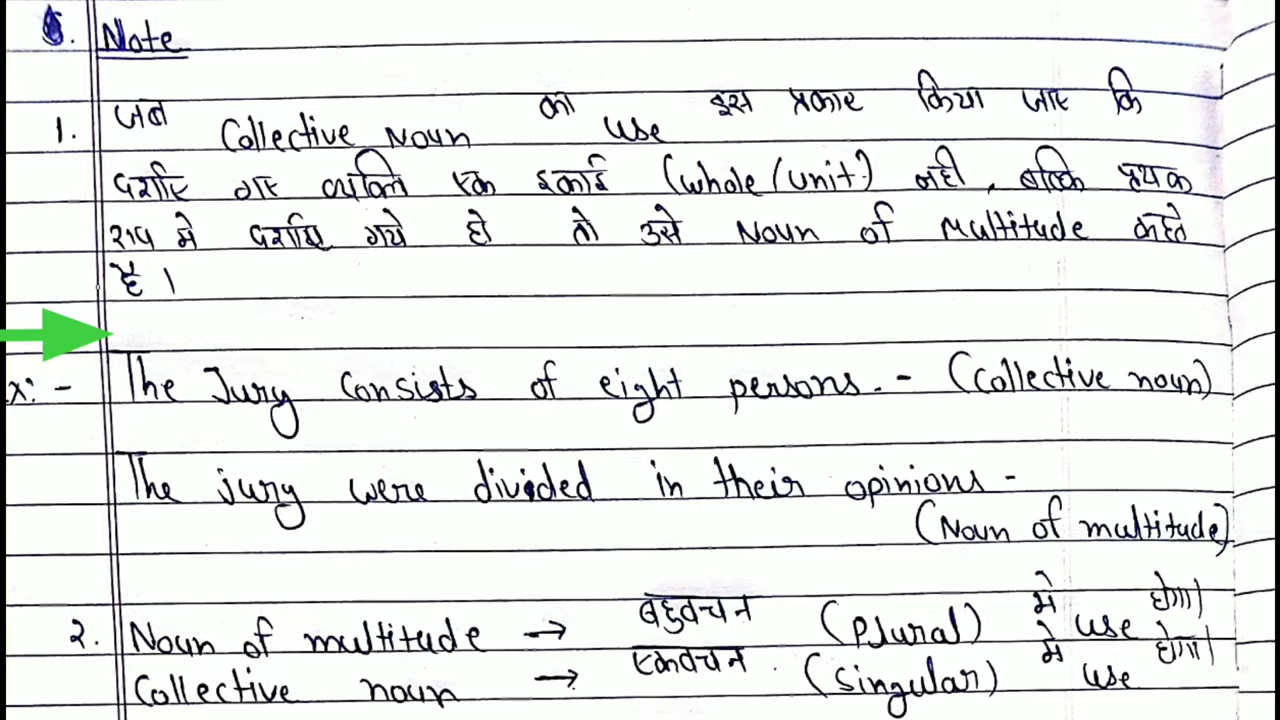 Note
1. जब Collective Noun का use इस प्रकार किया जाए कि
दर्शाए गए व्यक्ति एक इकाई (whole/unit) नही, बल्कि पृथक
रुप मे दर्शाए गये हो तो उसे Noun of Multitude कहते
है ।
x: - The Jury consists of eight persons. - (Collective noun)
The jury were divided in their opinions -
(Noun of multitude)
2. Noun of multitude → बहुवचन (Plural) मे use होगा।
Collective noun → एकवचन . (Singular) मे use होगा।